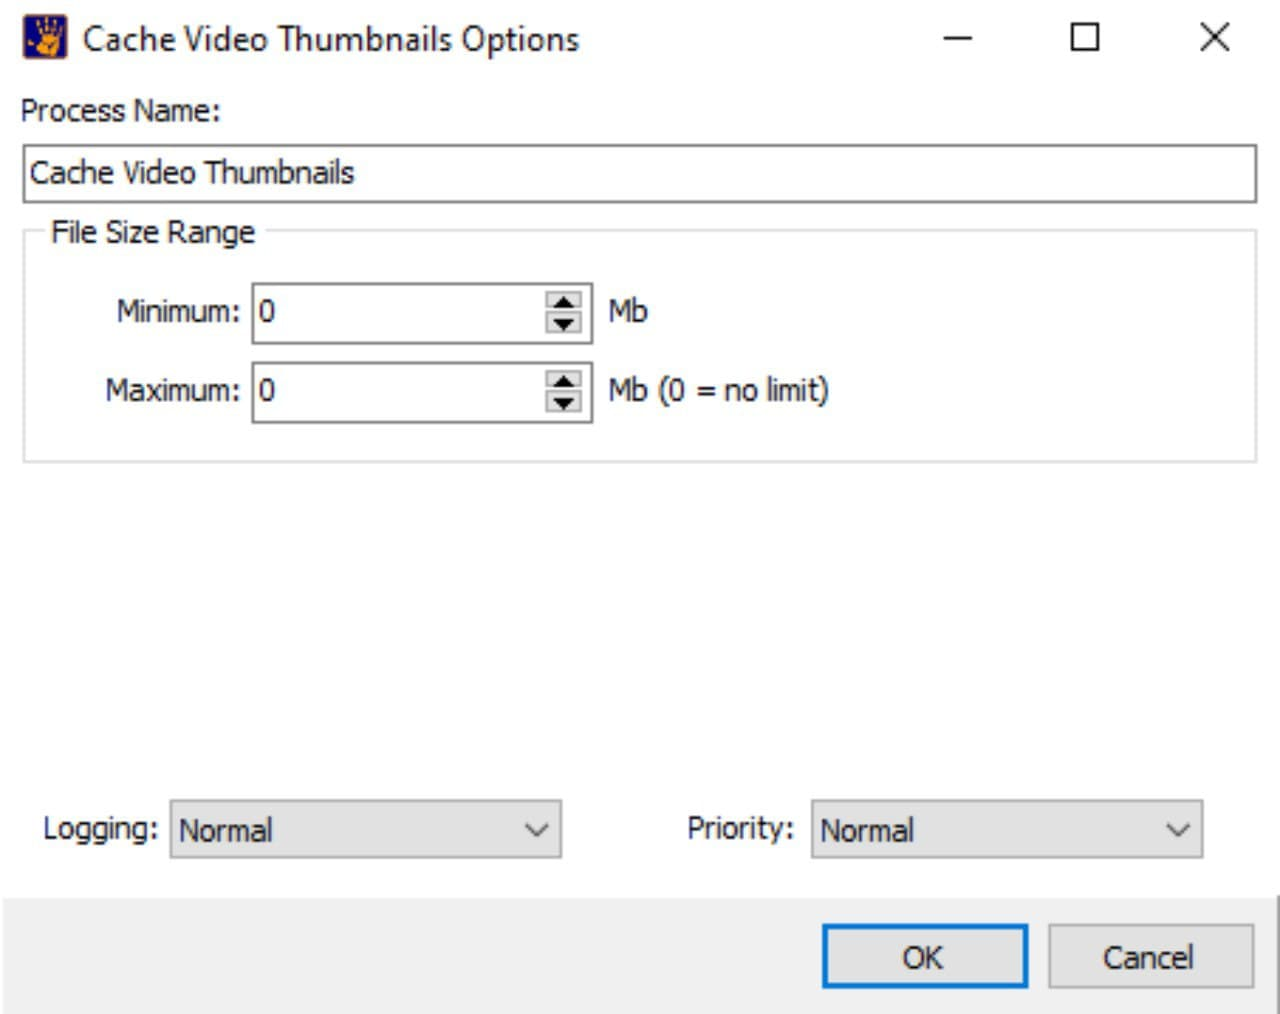 Cache Video Thumbnails Options
Process Name:
Cache Video Thumbnails
File Size Range
Minimum: 0 Mb
Maximum: 0 Mb (0 = no limit)
Logging: Normal Priority: Normal
OK Cancel